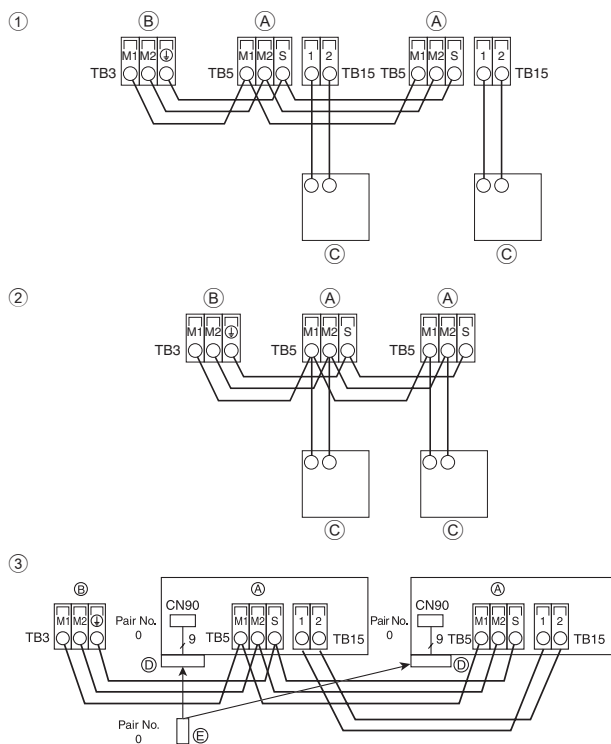 ①
Ⓑ Ⓐ Ⓐ
M1 M2 ⏚ M1 M2 S 1 2 M1 M2 S 1 2
TB3 TB5 TB15 TB5 TB15
Ⓒ Ⓒ
②
Ⓑ Ⓐ Ⓐ
M1 M2 ⏚ M1 M2 S M1 M2 S
TB3 TB5 TB5
Ⓒ Ⓒ
③
Ⓑ Ⓐ Ⓐ
CN90 CN90
M1 M2 ⏚ M1 M2 S 1 2 M1 M2 S 1 2
Pair No. Pair No.
0 0
TB3 9 TB5 TB15 9 TB5 TB15
Ⓓ Ⓓ
Pair No.
0
Ⓔ